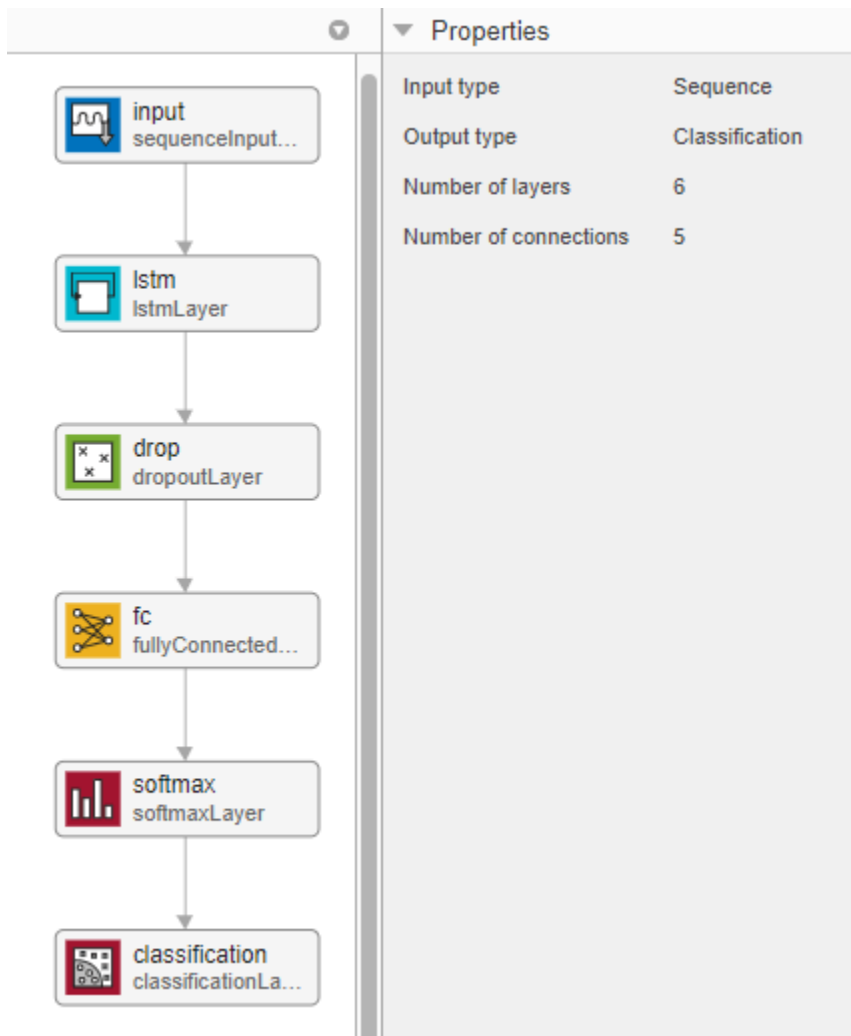 input
sequenceInput...
lstm
lstmLayer
drop
dropoutLayer
fc
fullyConnected...
softmax
softmaxLayer
classification
classificationLa...
Properties
Input type Sequence
Output type Classification
Number of layers 6
Number of connections 5